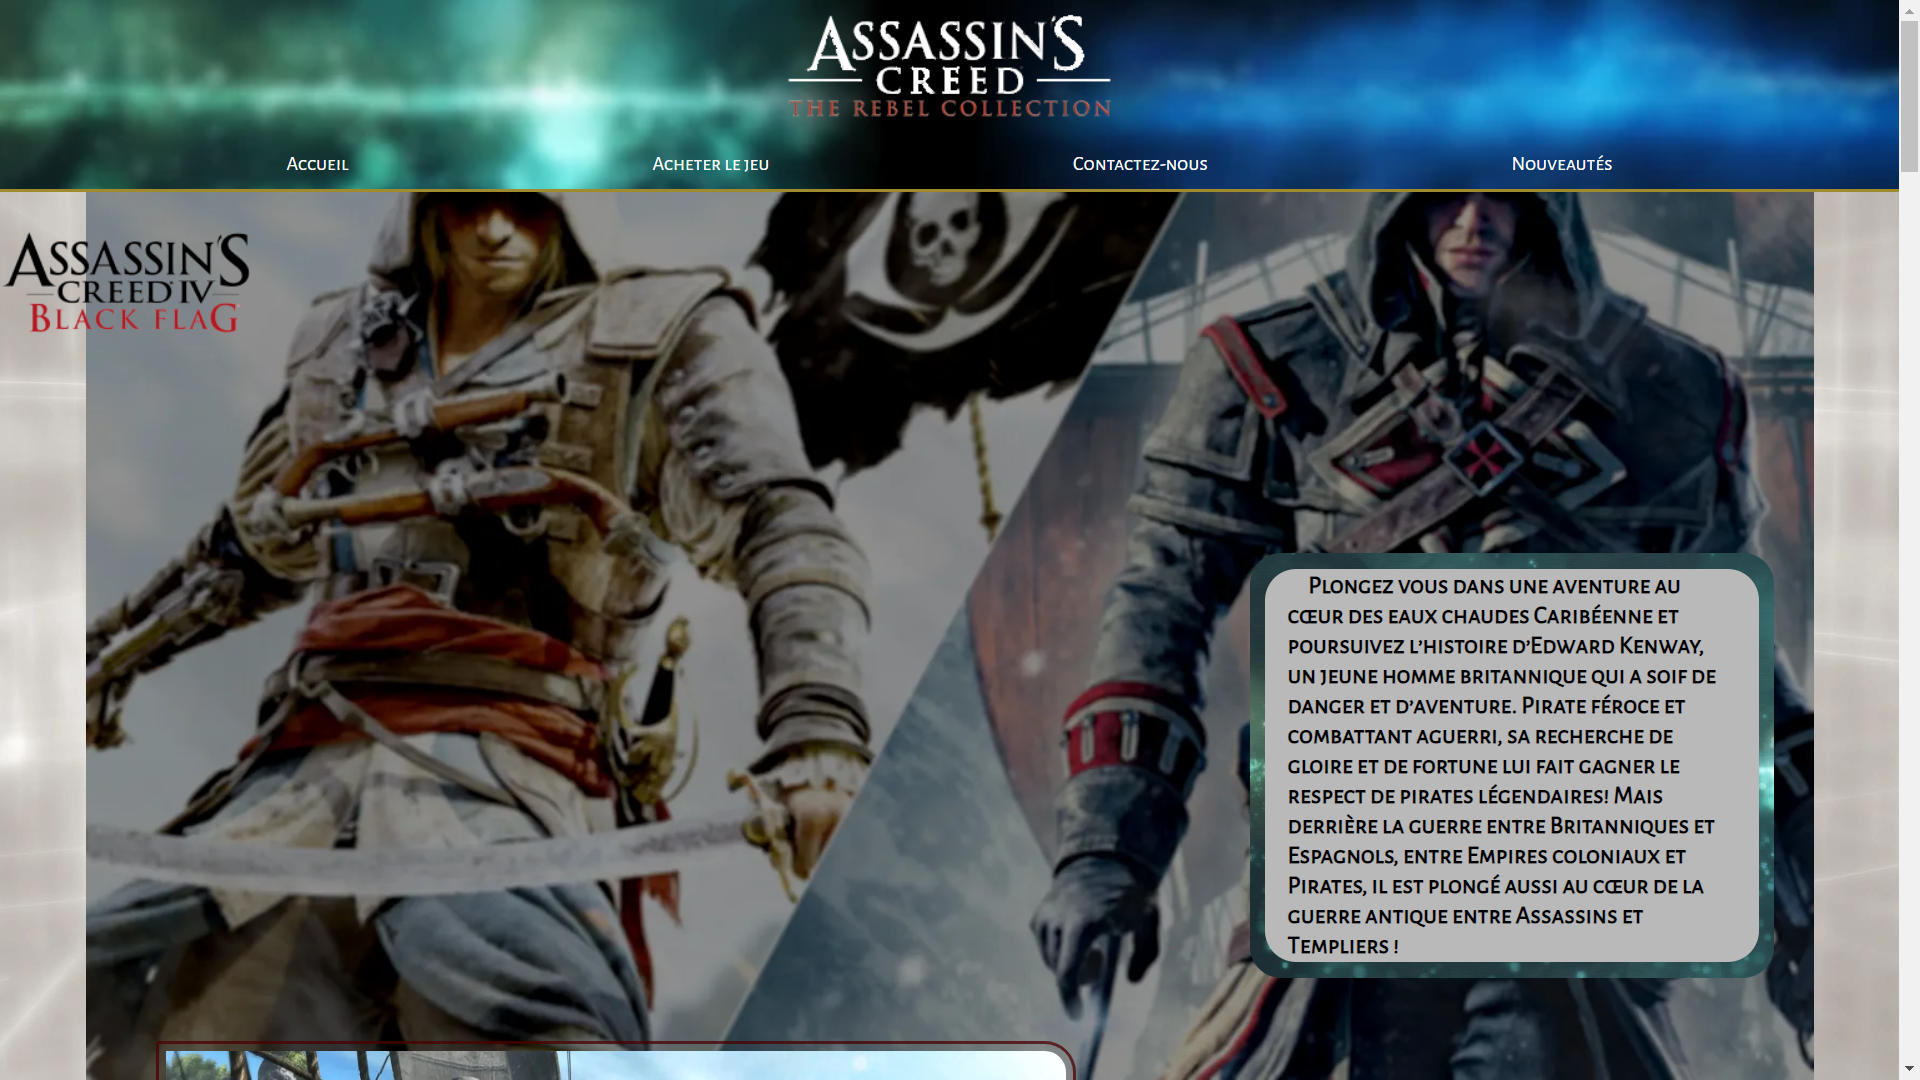 ASSASSIN'S
CREED
THE REBEL COLLECTION
Accueil
Acheter le jeu
Contactez-nous
Nouveautés
ASSASSIN'S
CREED IV
BLACK FLAG
Plongez vous dans une aventure au
cœur des eaux chaudes Caribéenne et
poursuivez l’histoire d’Edward Kenway,
un jeune homme britannique qui a soif de
danger et d’aventure. Pirate féroce et
combattant aguerri, sa recherche de
gloire et de fortune lui fait gagner le
respect de pirates légendaires! Mais
derrière la guerre entre Britanniques et
Espagnols, entre Empires coloniaux et
Pirates, il est plongé aussi au cœur de la
guerre antique entre Assassins et
Templiers !